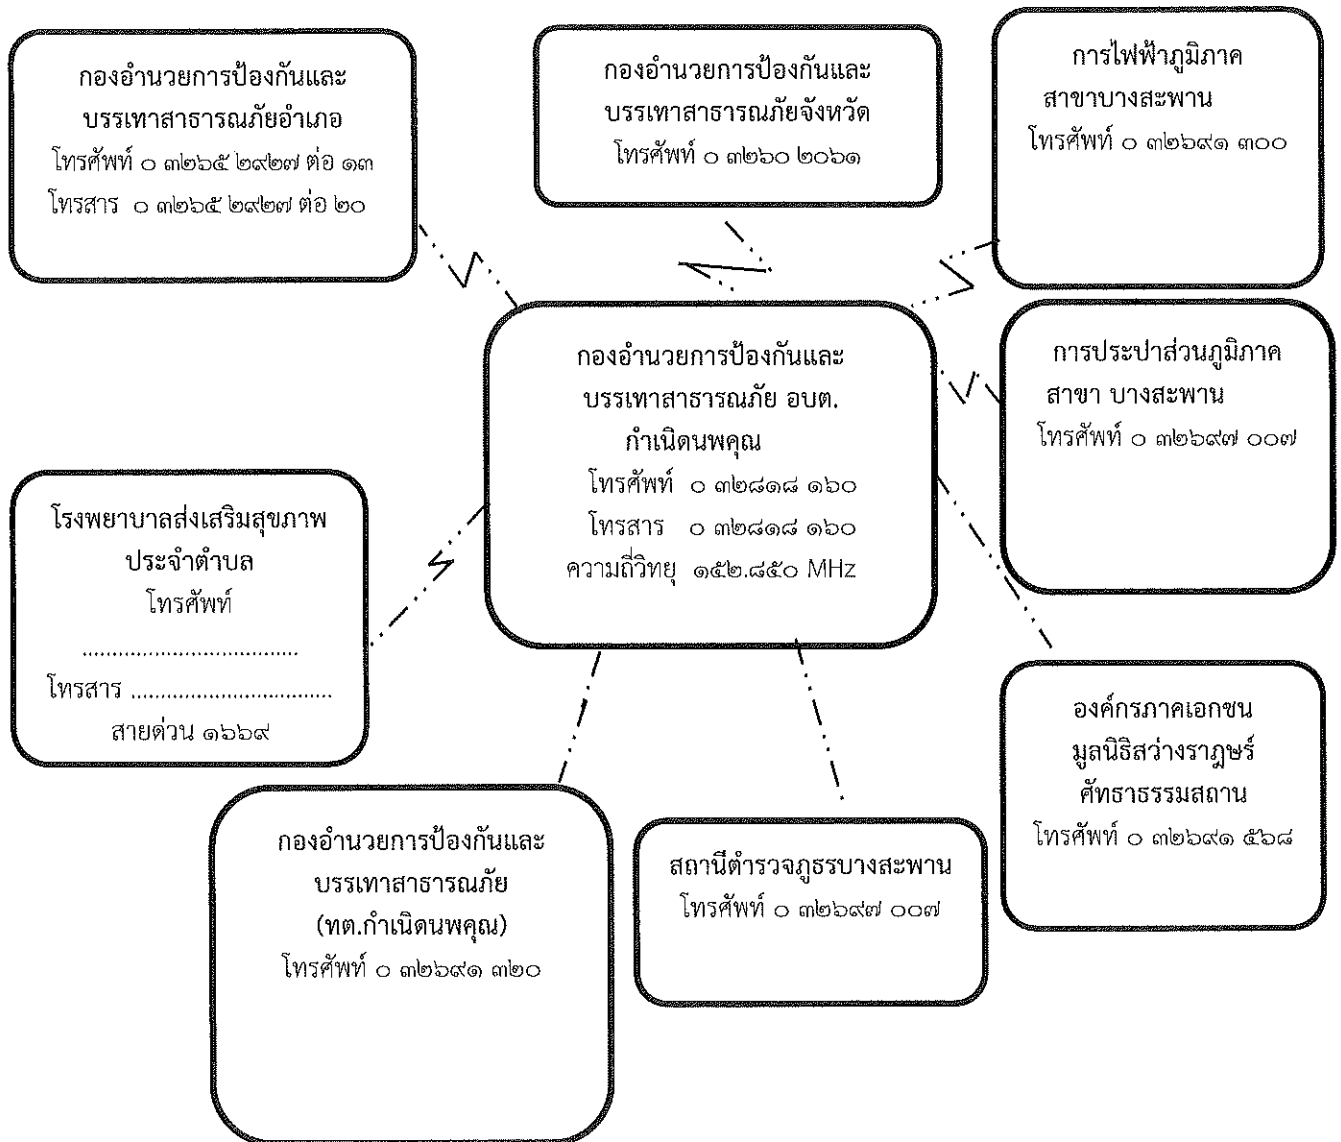 กองอำนวยการป้องกันและ
บรรเทาสาธารณภัยอำเภอ
โทรศัพท์ ๐ ๓๒๖๕ ๒๙๒๗ ต่อ ๑๓
โทรสาร ๐ ๓๒๖๕ ๒๙๒๗ ต่อ ๒๐
กองอำนวยการป้องกันและ
บรรเทาสาธารณภัยจังหวัด
โทรศัพท์ ๐ ๓๒๖๐ ๒๐๖๑
การไฟฟ้าภูมิภาค
สาขาบางสะพาน
โทรศัพท์ ๐ ๓๒๖๙๑ ๓๐๐
กองอำนวยการป้องกันและ
บรรเทาสาธารณภัย อบต.
กำเนิดนพคุณ
โทรศัพท์ ๐ ๓๒๘๑๘ ๑๖๐
โทรสาร ๐ ๓๒๘๑๘ ๑๖๐
ความถี่วิทยุ ๑๕๒.๘๕๐ MHz
การประปาส่วนภูมิภาค
สาขา บางสะพาน
โทรศัพท์ ๐ ๓๒๖๙๗ ๐๐๗
โรงพยาบาลส่งเสริมสุขภาพ
ประจำตำบล
โทรศัพท์
....................................
โทรสาร ..................................
สายด่วน ๑๖๖๙
องค์กรภาคเอกชน
มูลนิธิสว่างราฎษร์
ศัทธาธรรมสถาน
โทรศัพท์ ๐ ๓๒๖๙๑ ๕๖๘
กองอำนวยการป้องกันและ
บรรเทาสาธารณภัย
(ทต.กำเนิดนพคุณ)
โทรศัพท์ ๐ ๓๒๖๙๑ ๓๒๐
สถานีตำรวจภูธรบางสะพาน
โทรศัพท์ ๐ ๓๒๖๙๗ ๐๐๗